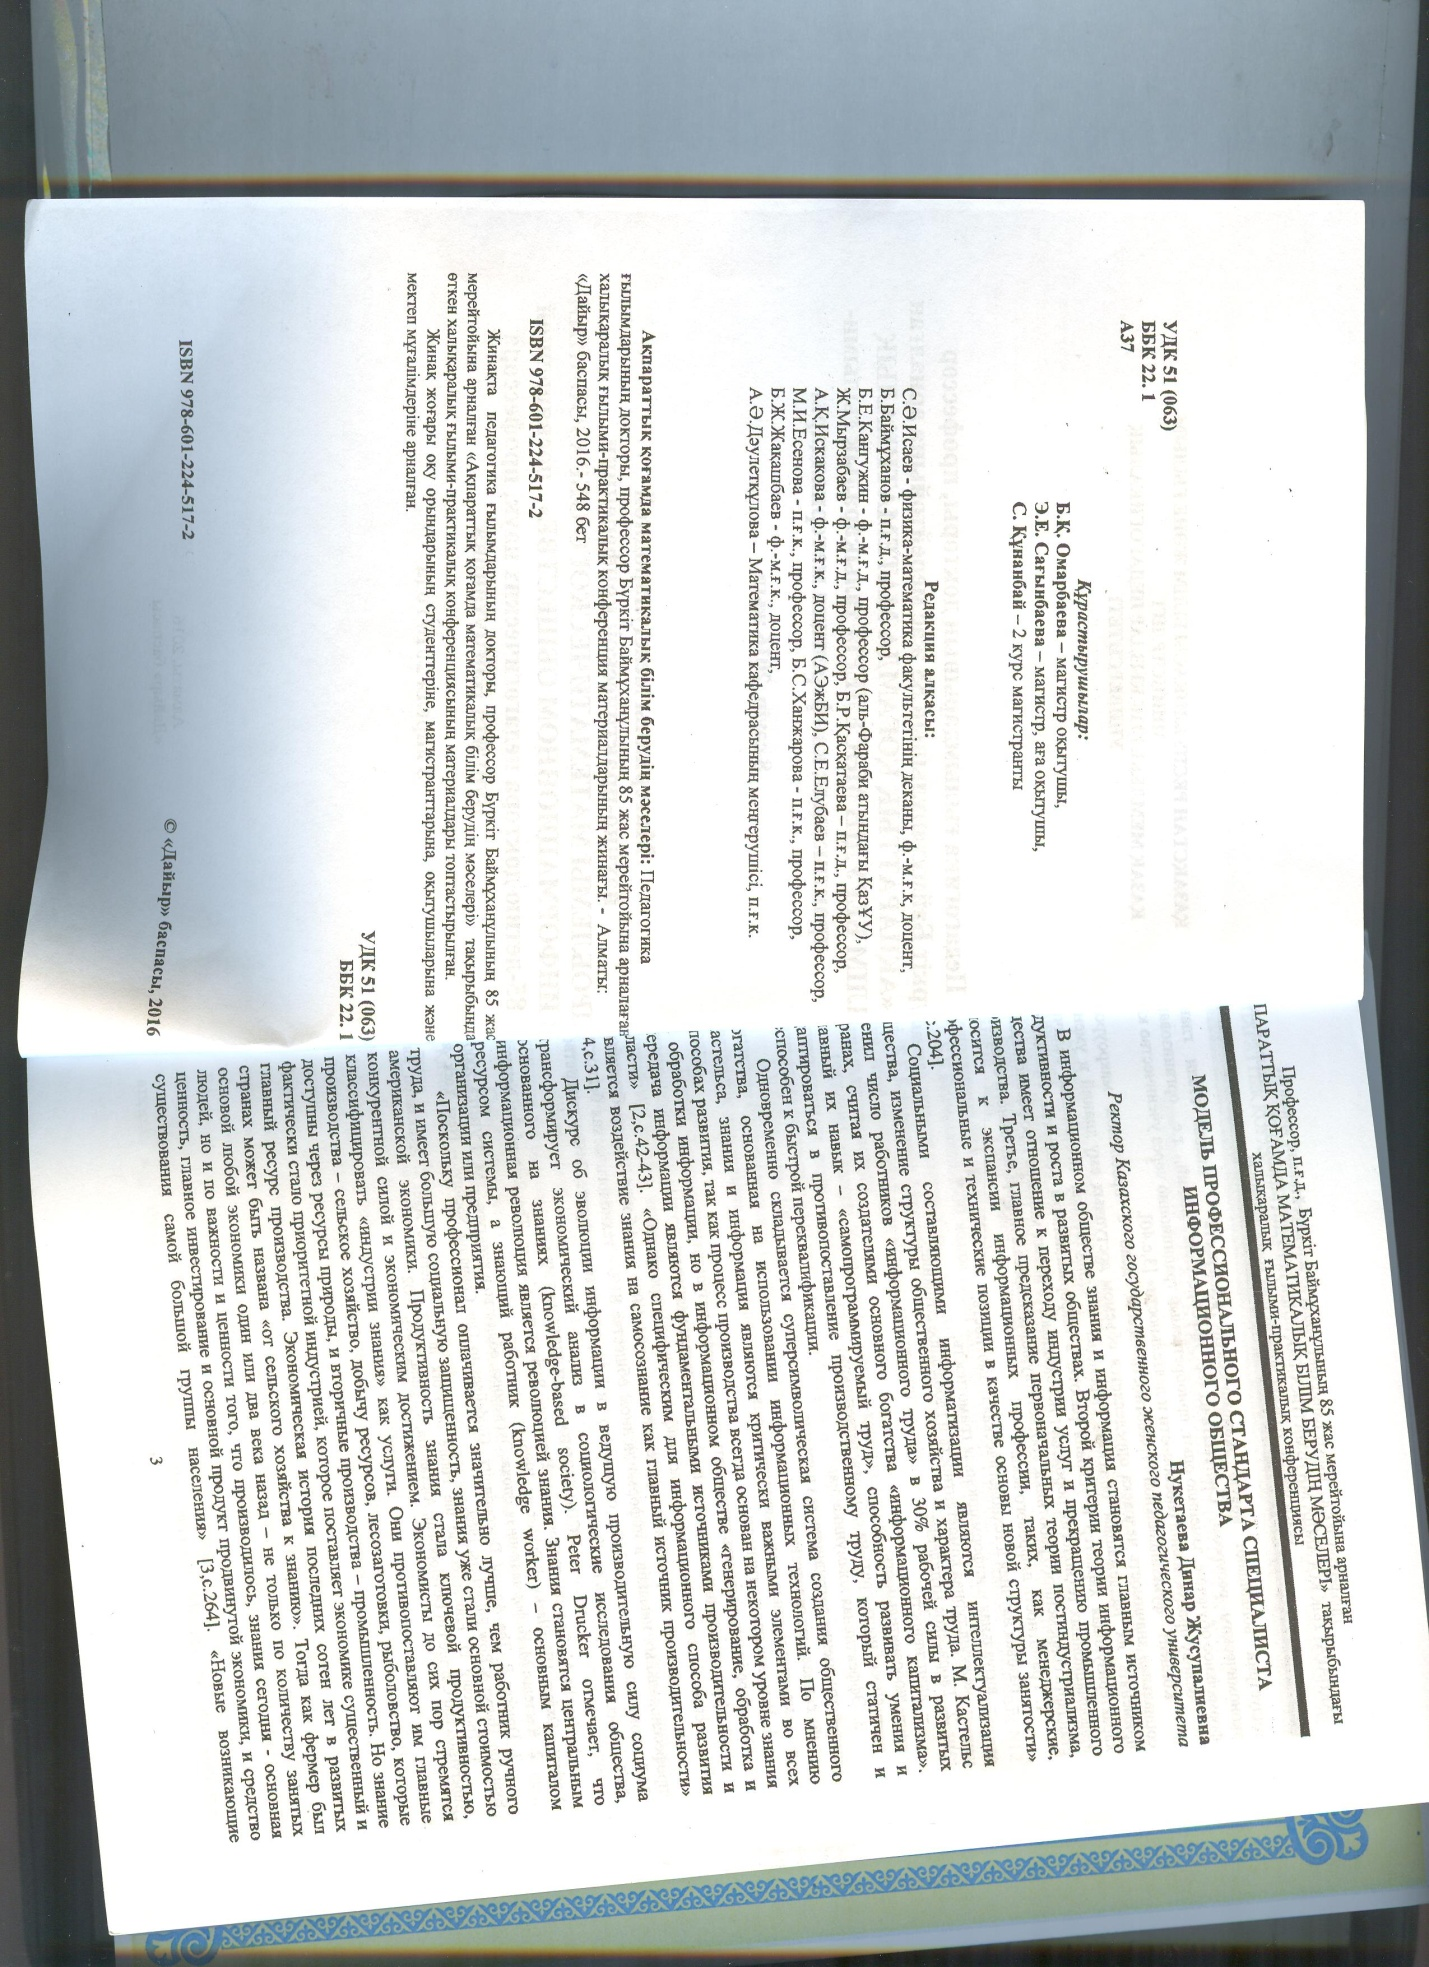 УДК 51 (063)
ББК 22. 1
А37
Құрастырушылар:
Б.Қ. Омарбаева – магистр оқытушы,
Э.Е. Сағынбаева – магистр, аға оқытушы,
С. Құнанбай – 2 курс магистранты
Редакция алқасы:
С.Ә.Исаев - физика-математика факультетінің деканы, ф.-м.ғ.к, доцент,
Б.Баймұханов - п.ғ.д., профессор,
Б.Е.Кангужин - ф.-м.ғ.д., профессор (аль-Фараби атындағы ҚазҰУ),
Ж.Мырзабаев - ф.-м.ғ.д., профессор, Б.Р.Қасқатаева – п.ғ.д., профессор,
А.Қ.Искакова - ф.-м.ғ.к., доцент (АЭжБИ), С.Е.Елубаев – п.ғ.к., профессор,
М.И.Есенова - п.ғ.к., профессор, Б.С.Ханжарова - п.ғ.к., профессор,
Б.Ж.Жақашбаев - ф.-м.ғ.к., доцент,
А.Ә.Дәулетқұлова – Математика кафедрасының меңгерушісі, п.ғ.к.
Ақпараттық қоғамда математикалық білім берудің мәселері: Педагогика
ғылымдарының докторы, профессор Бүркіт Баймұханұлының 85 жас мерейтойына арналаған
халықаралық ғылыми-практикалық конференция материалдарының жинағы. - Алматы:
«Дайыр» баспасы, 2016.- 548 бет
ISBN 978-601-224-517-2
Жинақта педагогика ғылымдарының докторы, профессор Бүркіт Баймұханұлының 85 жас
мерейтойына арналған «Ақпараттық қоғамда математикалық білім берудің мәселері» тақырыбында
өткен халықаралық ғылыми-практикалық конференциясының материалдары топтастырылған.
Жинақ жоғары оқу орындарының студенттеріне, магистранттарына, оқытушыларына және
мектеп мұғалімдеріне арналған.
УДК 51 (063)
ББК 22. 1
ISBN 978-601-224-517-2
© «Дайыр» баспасы, 2016
Профессор, п.ғ.д., Бүркіт Баймұханұлының 85 жас мерейтойына арналған
ПАРАТТЫҚ ҚОҒАМДА МАТЕМАТИКАЛЫҚ БІЛІМ БЕРУДІҢ МӘСЕЛЕРІ» тақырыбындағы
халықаралық ғылыми-практикалық конференциясы
МОДЕЛЬ ПРОФЕССИОНАЛЬНОГО СТАНДАРТА СПЕЦИАЛИСТА
ИНФОРМАЦИОННОГО ОБЩЕСТВА
Нукетаева Динар Жусупалиевна
Ректор Казахского государственного женского педагогического университета
В информационном обществе знания и информация становятся главным источником
дуктивности и роста в развитых обществах. Второй критерии теории информационного
цества имеет отношение к переходу индустрии услуг и прекращению промышленного
изводства. Третье, главное предсказание первоначальных теории постиндустриализма,
осится к экспансии информационных профессии, таких, как менеджерские,
фессиональные и технические позиции в качестве основы новой структуры занятости»
:.204].
Социальными составляющими информатизации являются интеллектуализация
щества, изменение структуры общественного хозяйства и характера труда. М. Кастельс
енил число работников «информационного труда» в 30% рабочей силы в развитых
ранах, считая их создателями основного богатства «информационного капитализма».
авный их навык – «самопрограммируемый труд», способность развивать умения и
аптироваться в противопоставление производственному труду, который статичен и
способен к быстрой переквалификации.
Одновременно складывается суперсимволическая система создания общественного
огатства, основанная на использовании информационных технологий. По мнению
астельса, знания и информация являются критически важными элементами во всех
пособах развития, так как процесс производства всегда основан на некотором уровне знания
обработки информации, но в информационном обществе «генерирование, обработка и
ередача информации являются фундаментальными источниками производительности и
ласти» [2,с.42-43]. «Однако специфическим для информационного способа развития
вляется воздействие знания на самосознание как главный источник производительности»
4,с.31].
Дискурс об эволюции информации в ведущую производительную силу социума
рансформирует экономический анализ в социологические исследования общества,
основанного на знаниях (knowledge-based society). Peter Drucker отмечает, что
информационная революция является революцией знания. Знания становятся центральным
ресурсом системы, а знающий работник (knowledge worker) – основным капиталом
организации или предприятия.
«Поскольку профессионал оплачивается значительно лучше, чем работник ручного
труда, и имеет большую социальную защищенность, знания уже стали основной стоимостью
американской экономики. Продуктивность знания стала ключевой продуктивностью,
конкурентной силой и экономическим достижением. Экономисты до сих пор стремятся
классифицировать «индустрии знания» как услуги. Они противопоставляют им главные
производства – сельское хозяйство, добычу ресурсов, лесозаготовки, рыболовство, которые
доступны через ресурсы природы, и вторичные производства – промышленность. Но знание
фактически стало приоритетной индустрией, которое поставляет экономике существенный и
главный ресурс производства. Экономическая история последних сотен лет в развитых
странах может быть названа «от сельского хозяйства к знанию». Тогда как фермер был
основой любой экономики один или два века назад – не только по количеству занятых
людей, но и по важности и ценности того, что производилось, знания сегодня - основная
ценность, главное инвестирование и основной продукт продвинутой экономики, и средство
существования самой большой группы населения» [3,с.264]. «Новые возникающие
3